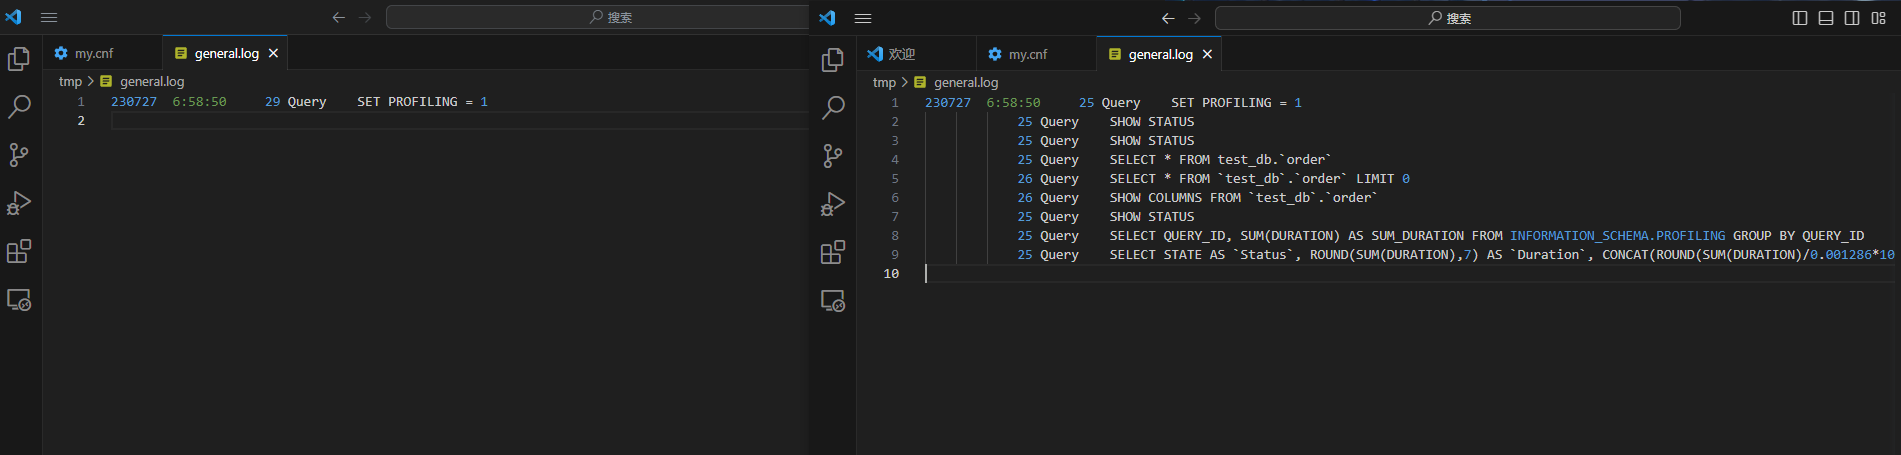 搜索
my.cnf
general.log
tmp > general.log
1 230727 6:58:50 29 Query SET PROFILING = 1
2
搜索
欢迎
my.cnf
general.log
tmp > general.log
1 230727 6:58:50 25 Query SET PROFILING = 1
2 25 Query SHOW STATUS
3 25 Query SHOW STATUS
4 25 Query SELECT * FROM test_db.`order`
5 26 Query SELECT * FROM `test_db`.`order` LIMIT 0
6 26 Query SHOW COLUMNS FROM `test_db`.`order`
7 25 Query SHOW STATUS
8 25 Query SELECT QUERY_ID, SUM(DURATION) AS SUM_DURATION FROM INFORMATION_SCHEMA.PROFILING GROUP BY QUERY_ID
9 25 Query SELECT STATE AS `Status`, ROUND(SUM(DURATION),7) AS `Duration`, CONCAT(ROUND(SUM(DURATION)/0.001286*10
10